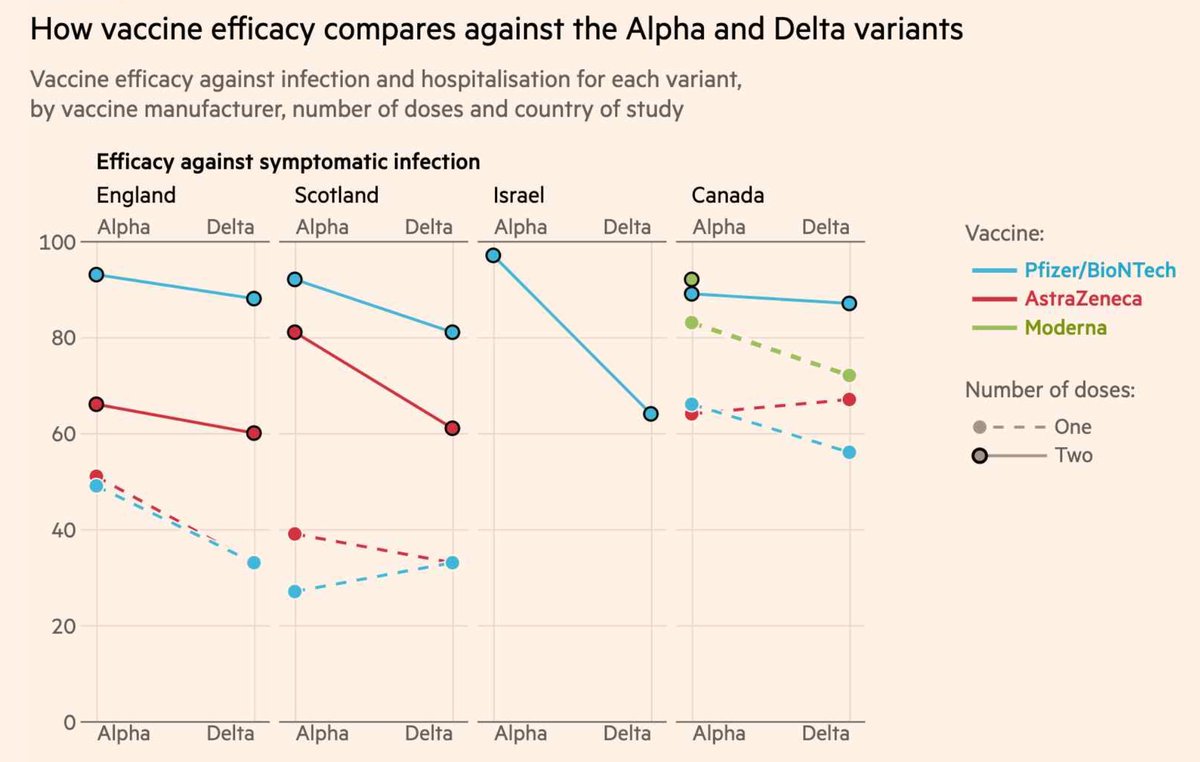 How vaccine efficacy compares against the Alpha and Delta variants
Vaccine efficacy against infection and hospitalisation for each variant,
by vaccine manufacturer, number of doses and country of study
Efficacy against symptomatic infection
England Scotland Israel Canada
Alpha Delta Alpha Delta Alpha Delta Alpha Delta
100
80
60
40
20
0
Alpha Delta Alpha Delta Alpha Delta Alpha Delta
Vaccine:
Pfizer/BioNTech
AstraZeneca
Moderna
Number of doses:
One
Two